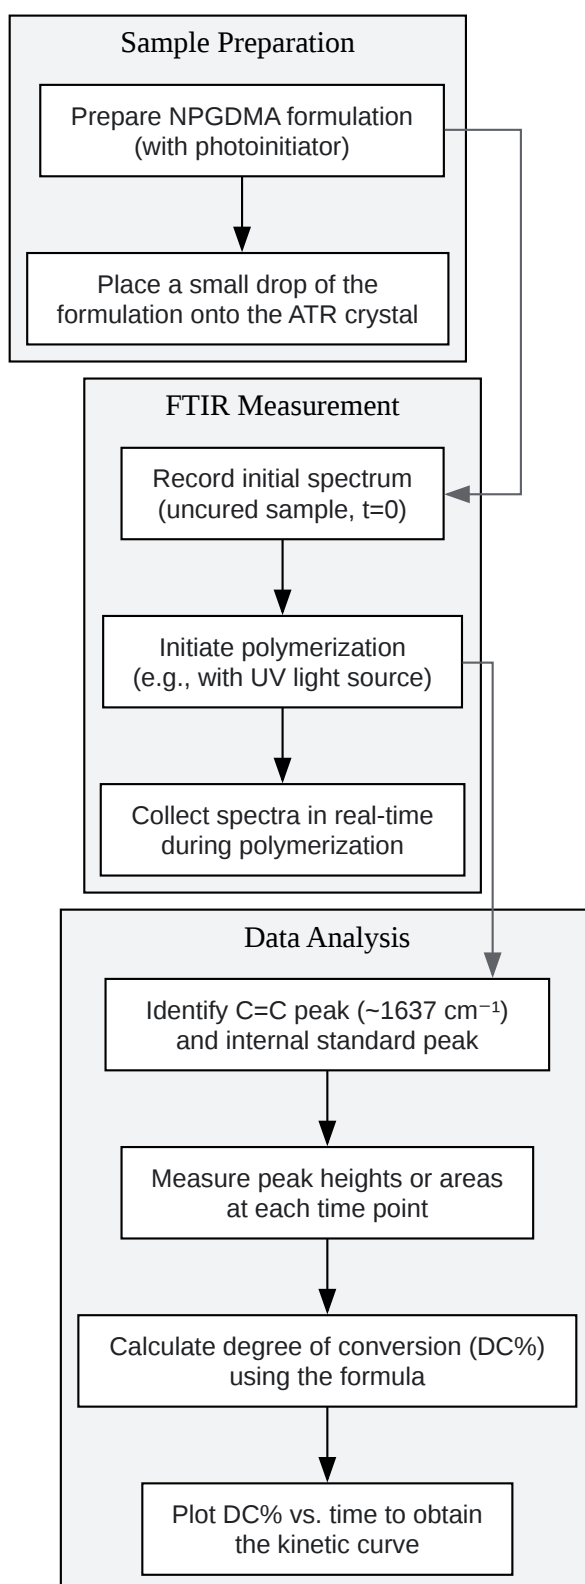 Sample Preparation
Prepare NPGDMA formulation
(with photoinitiator)
Place a small drop of the
formulation onto the ATR crystal
FTIR Measurement
Record initial spectrum
(uncured sample, t=0)
Initiate polymerization
(e.g., with UV light source)
Collect spectra in real-time
during polymerization
Data Analysis
Identify C=C peak (~1637 cm⁻¹)
and internal standard peak
Measure peak heights or areas
at each time point
Calculate degree of conversion (DC%)
using the formula
Plot DC% vs. time to obtain
the kinetic curve